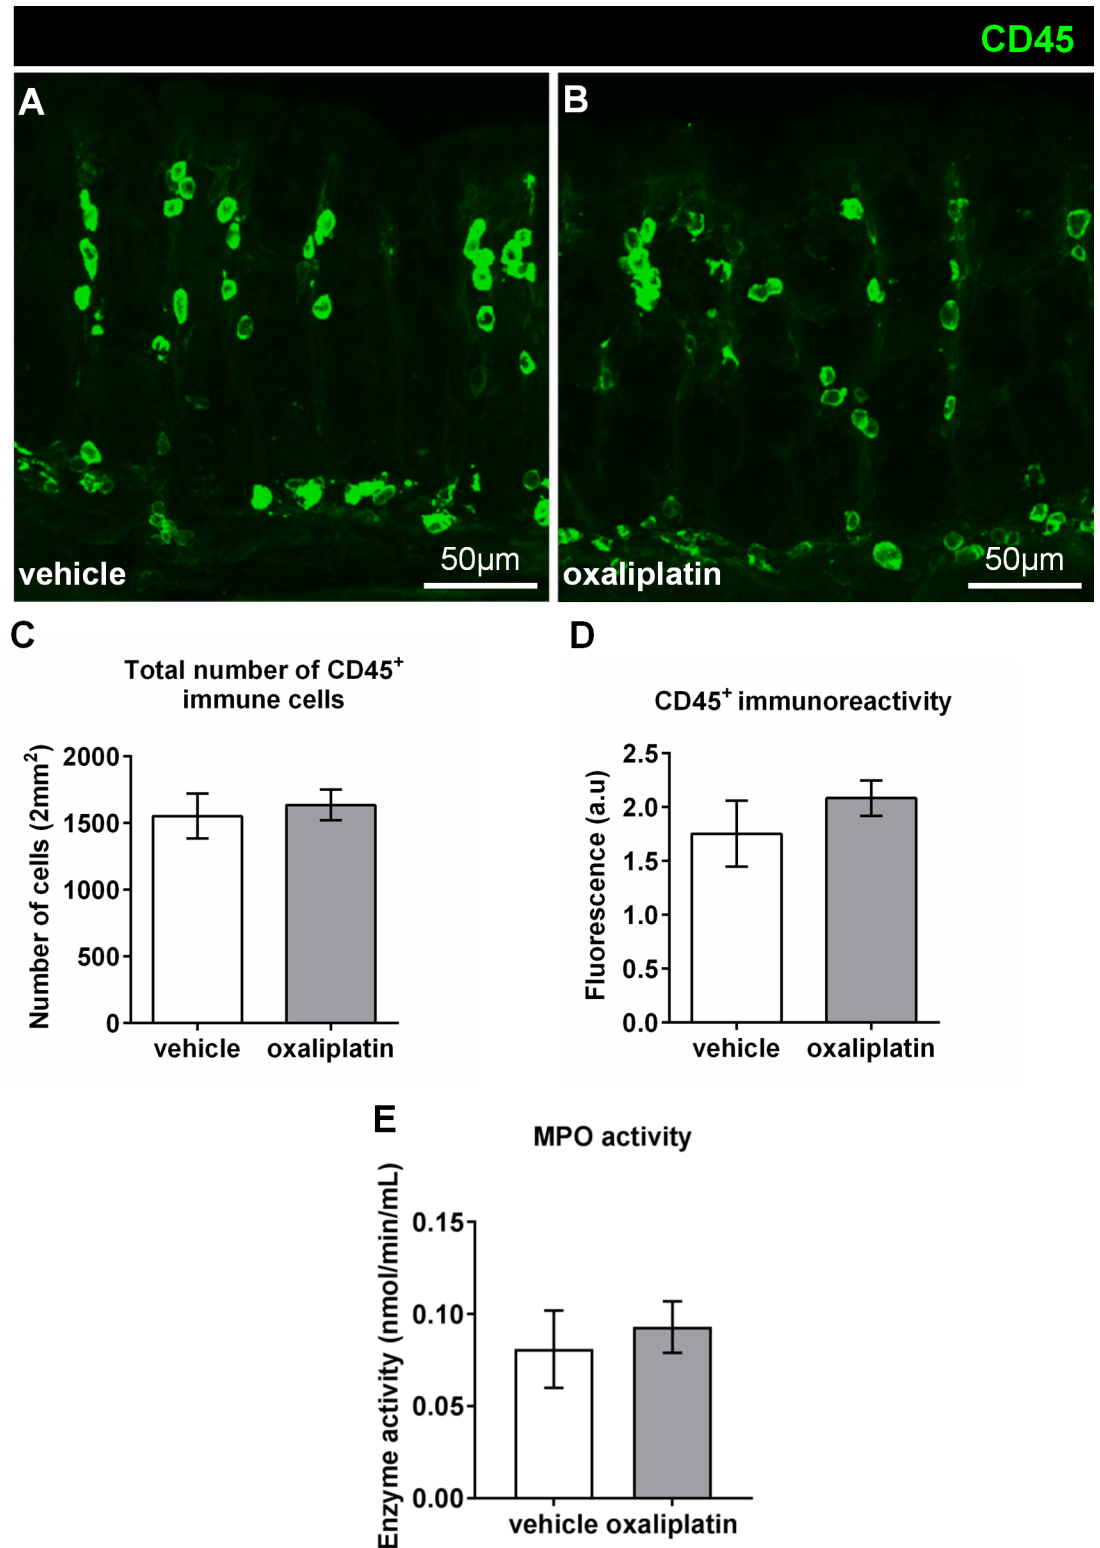 CD45
A
B
vehicle
50µm
oxaliplatin
50µm
C
D
Total number of CD45⁺
immune cells
CD45⁺ immunoreactivity
Number of cells (2mm²)
2000
1500
1000
500
0
vehicle
oxaliplatin
Fluorescence (a.u)
2.5
2.0
1.5
1.0
0.5
0.0
vehicle
oxaliplatin
E
MPO activity
Enzyme activity (nmol/min/mL)
0.15
0.10
0.05
0.00
vehicle oxaliplatin